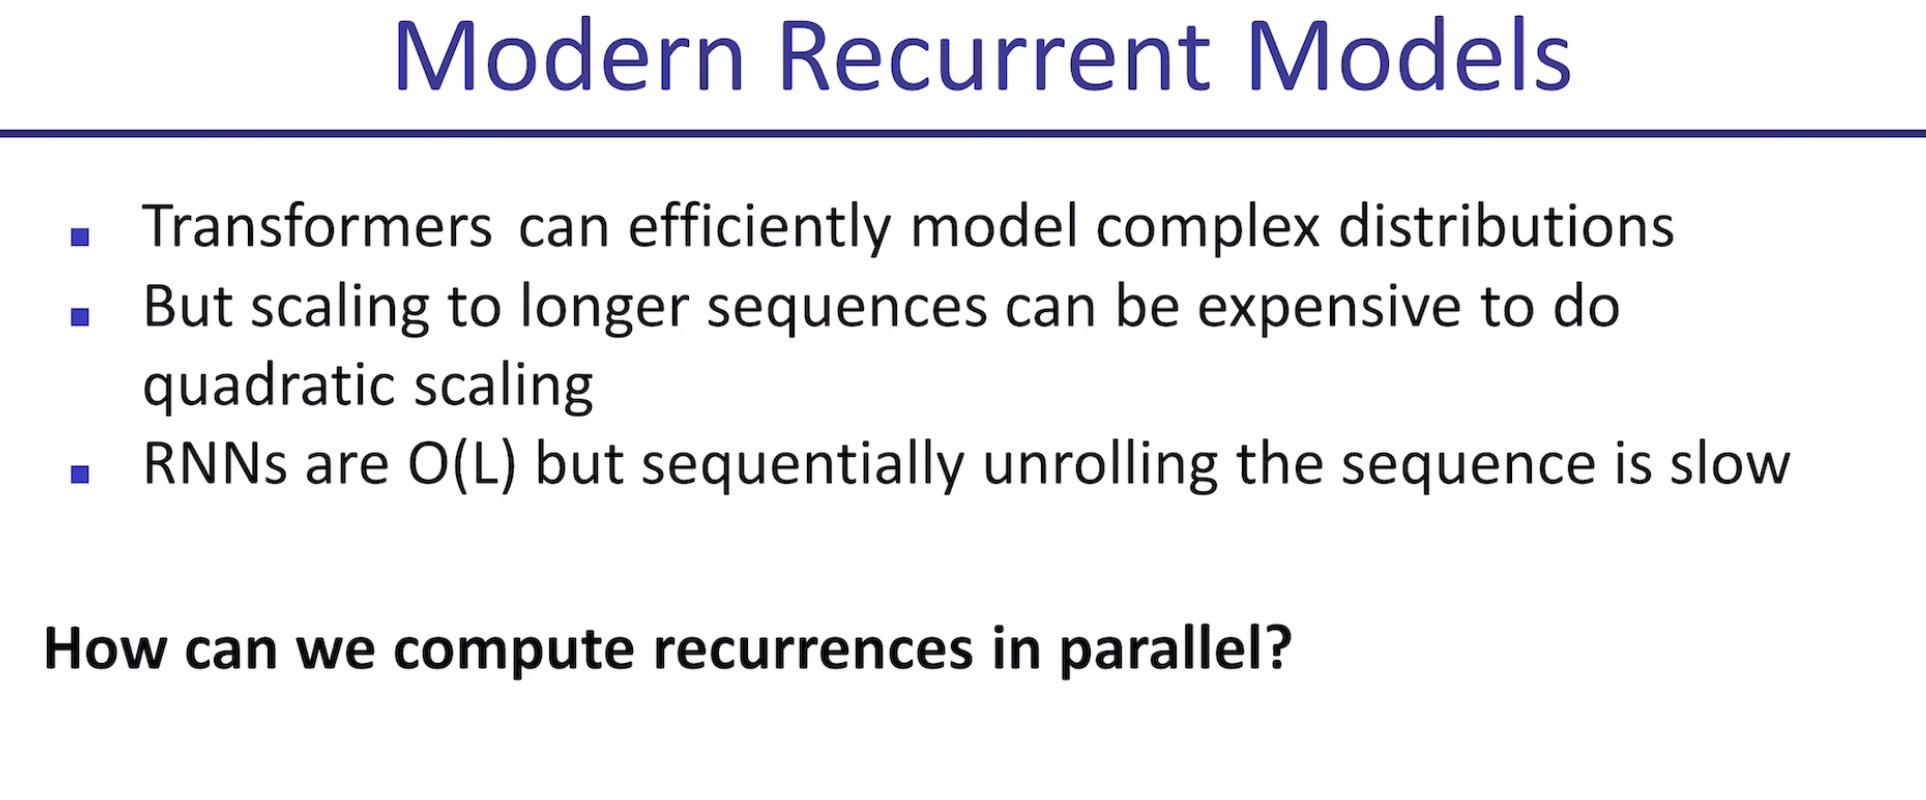 Modern Recurrent Models
Transformers can efficiently model complex distributions
But scaling to longer sequences can be expensive to do
quadratic scaling
RNNs are O(L) but sequentially unrolling the sequence is slow
How can we compute recurrences in parallel?